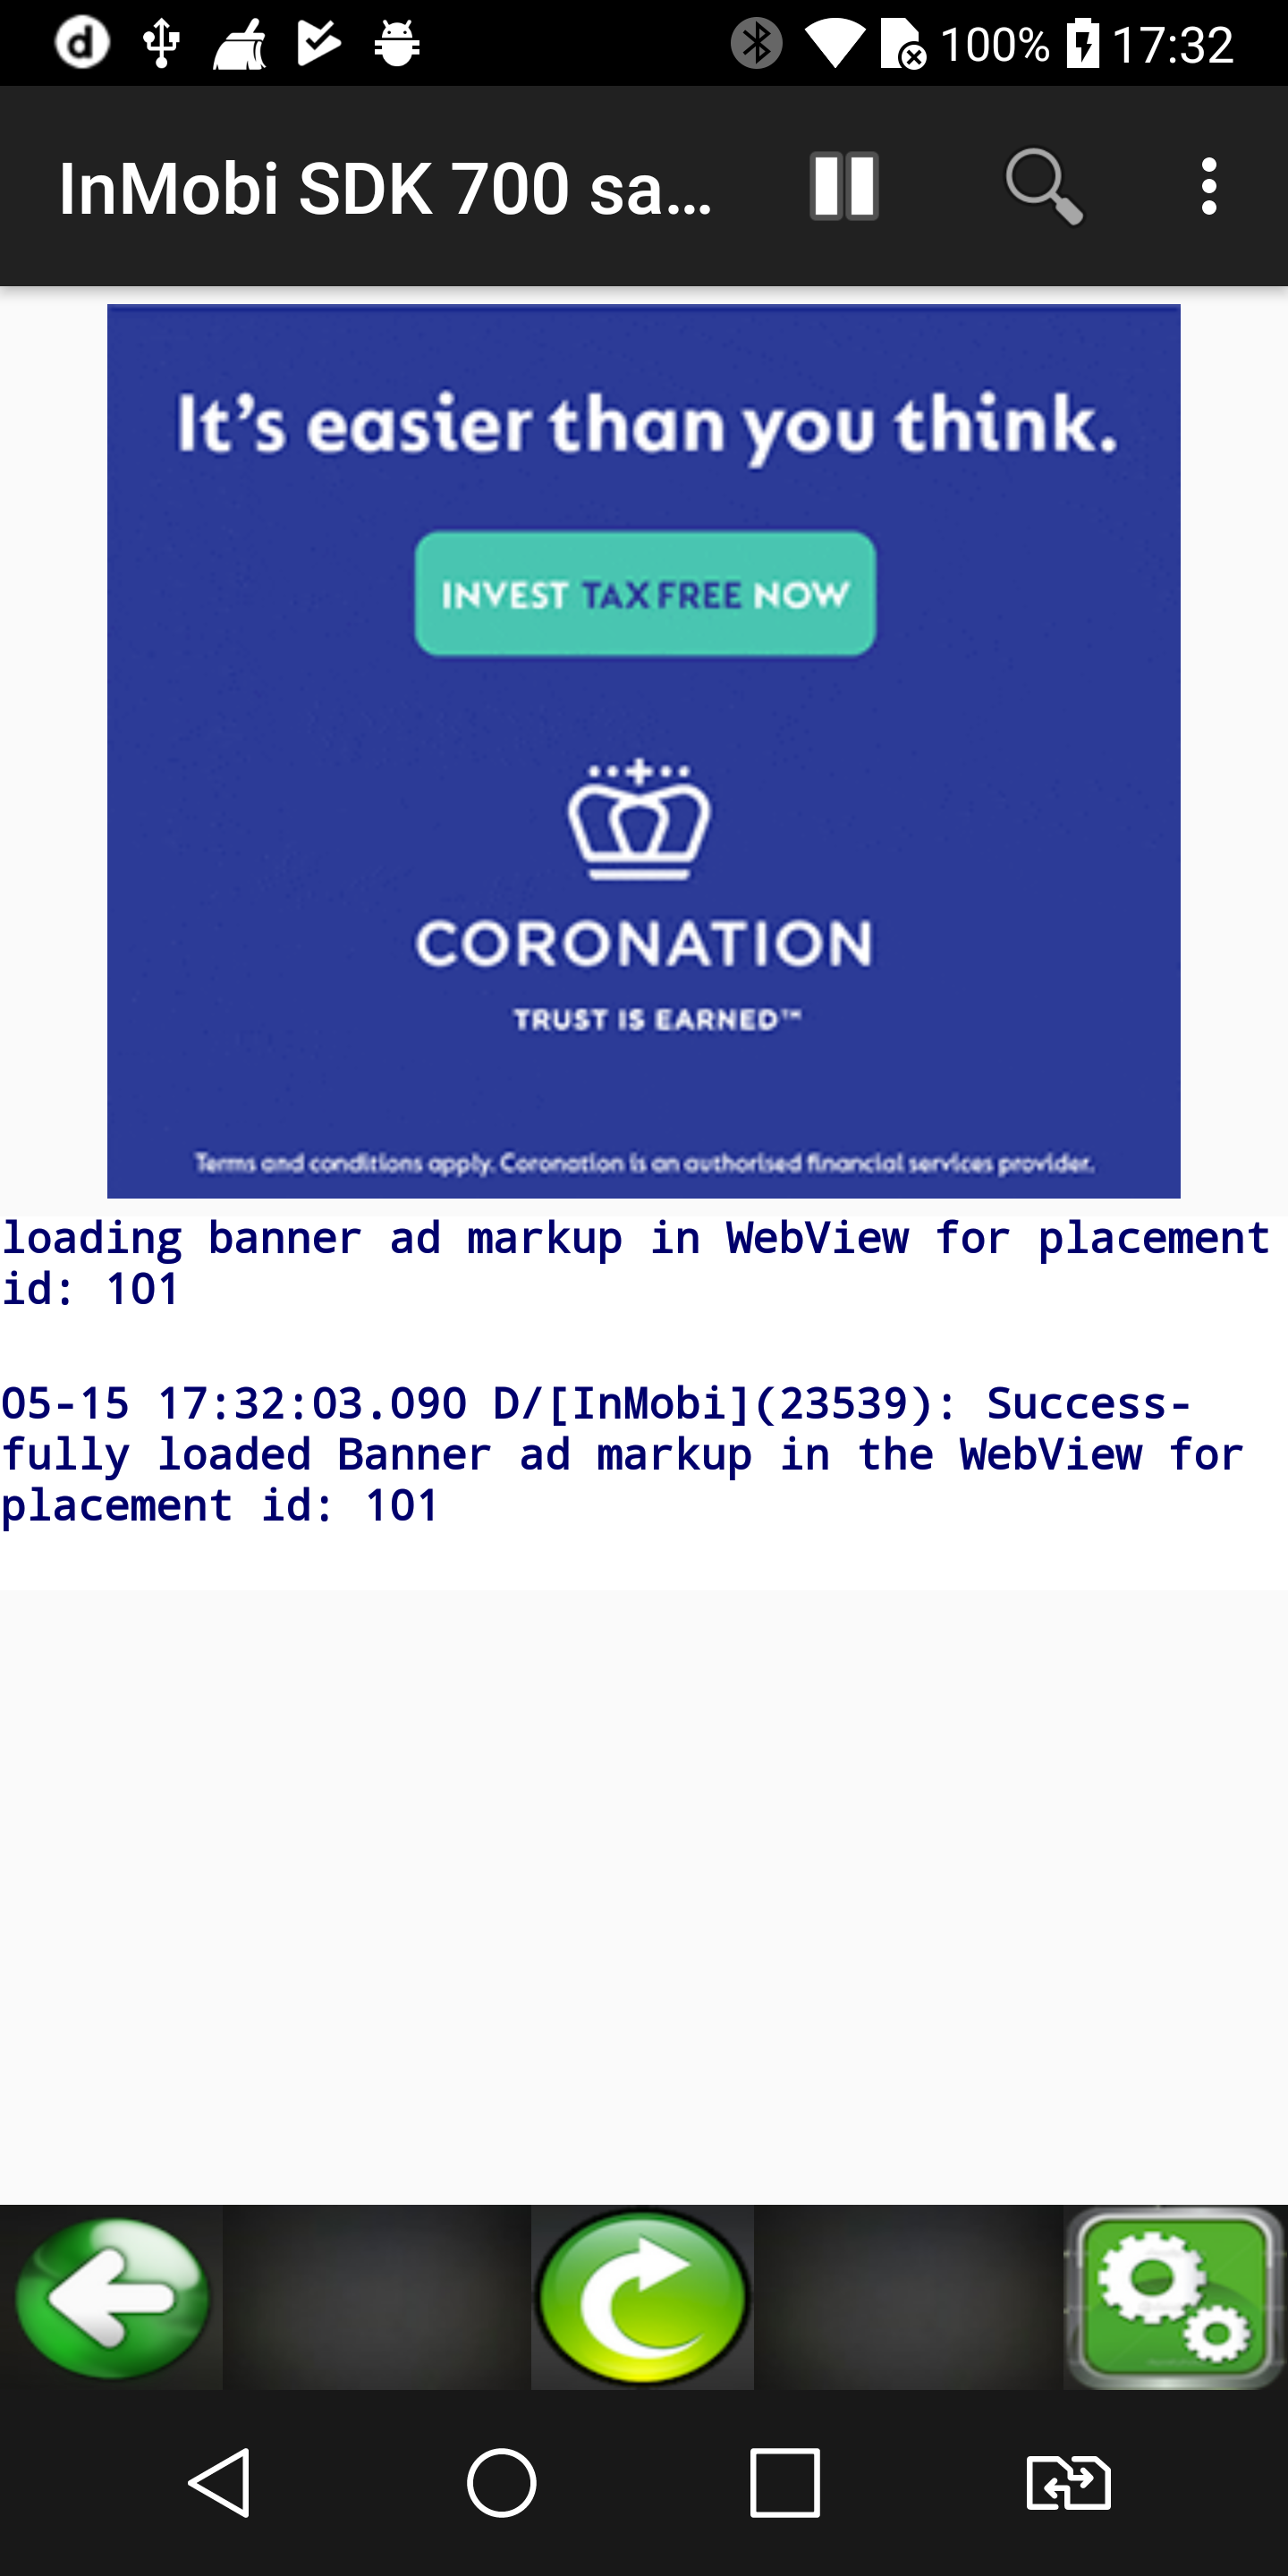 d
100% 17:32
InMobi SDK 700 sa...
It's easier than you think.
INVEST TAX FREE NOW
CORONATION
TRUST IS EARNED™
Terms and conditions apply. Coronation is an authorised financial services provider.
loading banner ad markup in WebView for placement
id: 101
05-15 17:32:03.090 D/[InMobi](23539): Success-
fully loaded Banner ad markup in the WebView for
placement id: 101